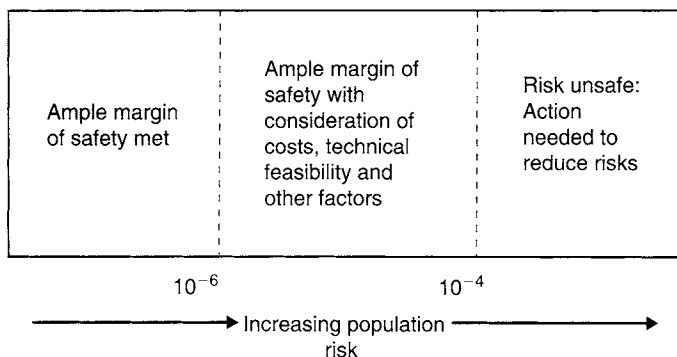 Ample margin
of safety met
Ample margin of
safety with
consideration of
costs, technical
feasibility and
other factors
Risk unsafe:
Action
needed to
reduce risks
10⁻⁶
10⁻⁴
Increasing population
risk